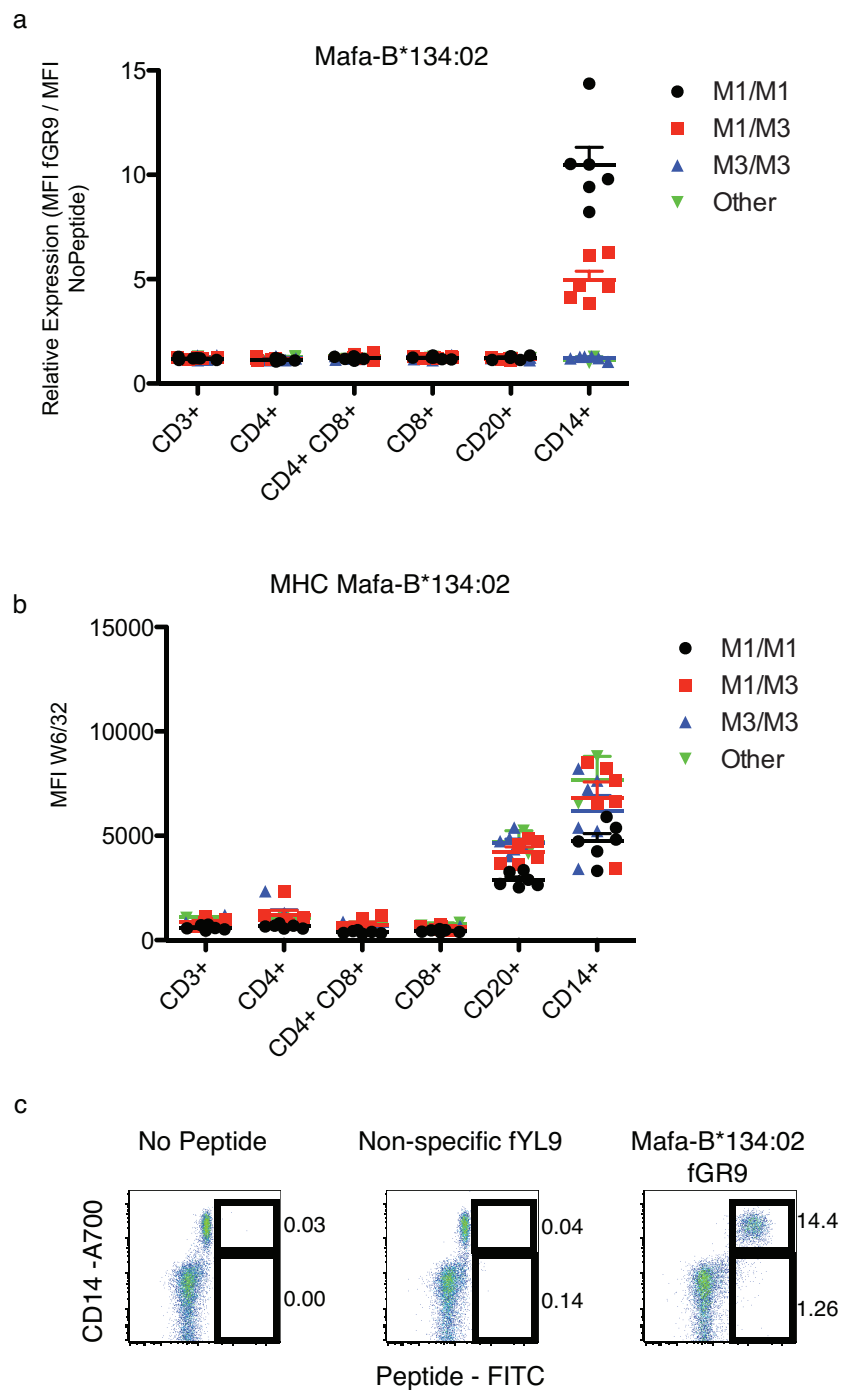 a
Mafa-B*134:02
Relative Expression (MFI fGR9 / MFI
NoPeptide)
15
10
5
0
CD3+
CD4+
CD4+ CD8+
CD8+
CD20+
CD14+
M1/M1
M1/M3
M3/M3
Other
b
MHC Mafa-B*134:02
MFI W6/32
15000
10000
5000
0
CD3+
CD4+
CD4+ CD8+
CD8+
CD20+
CD14+
M1/M1
M1/M3
M3/M3
Other
c
No Peptide
Non-specific fYL9
Mafa-B*134:02
fGR9
CD14 -A700
0.03
0.00
0.04
0.14
14.4
1.26
Peptide - FITC